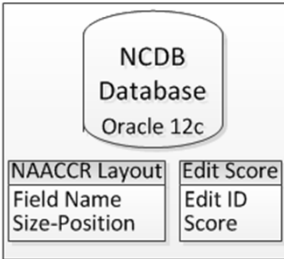 NCDB
Database
Oracle 12c
NAACCR Layout
Field Name
Size-Position
Edit Score
Edit ID
Score